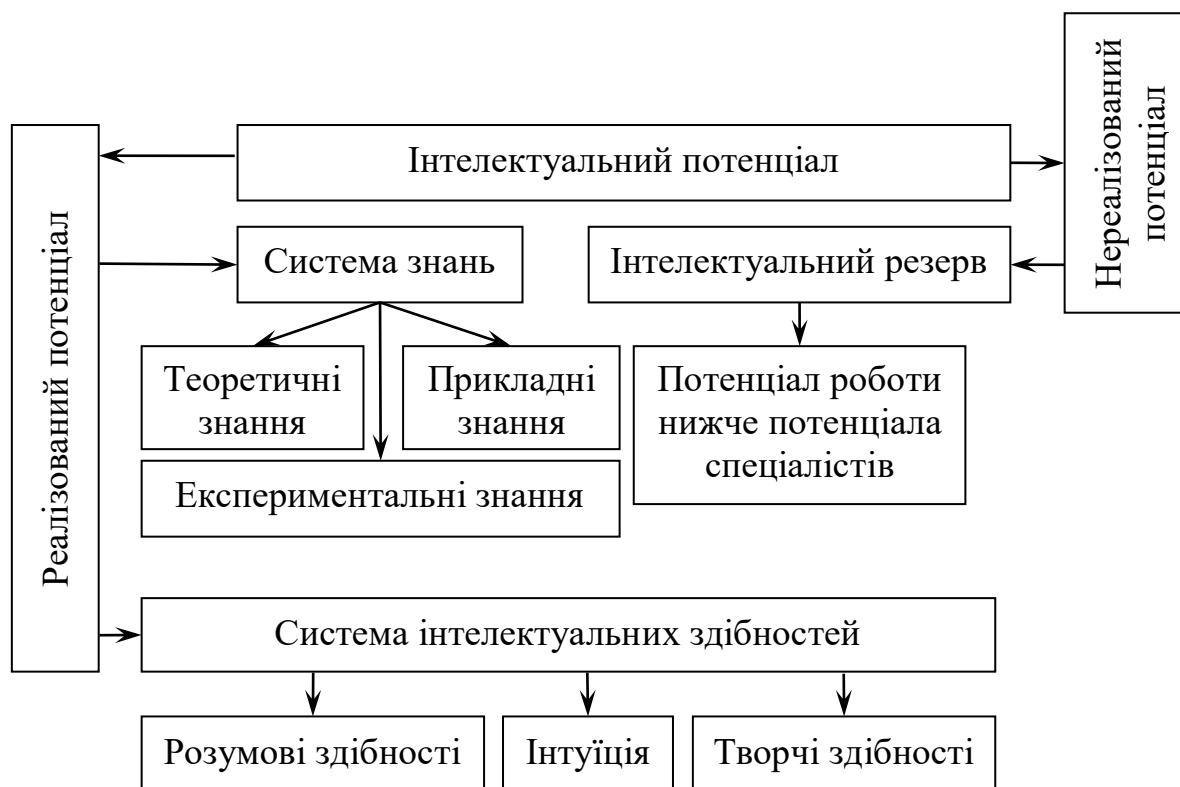 Нереалізований
потенціал
Інтелектуальний потенціал
Реалізований потенціал
Система знань
Інтелектуальний резерв
Теоретичні
знання
Прикладні
знання
Потенціал роботи
нижче потенціала
спеціалістів
Експериментальні знання
Система інтелектуальних здібностей
Розумові здібності
Інтуїція
Творчі здібності